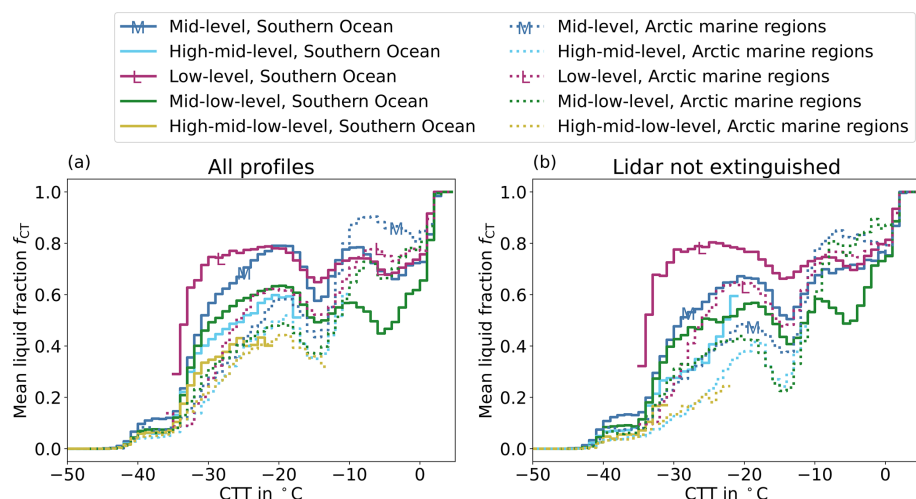 M Mid-level, Southern Ocean
High-mid-level, Southern Ocean
L Low-level, Southern Ocean
Mid-low-level, Southern Ocean
High-mid-low-level, Southern Ocean
M Mid-level, Arctic marine regions
High-mid-level, Arctic marine regions
L Low-level, Arctic marine regions
Mid-low-level, Arctic marine regions
High-mid-low-level, Arctic marine regions
(a) All profiles
Mean liquid fraction f_CT
1.0
0.8
0.6
0.4
0.2
0.0
M
L
L
M
−50 −40 −30 −20 −10 0
CTT in °C
(b) Lidar not extinguished
Mean liquid fraction f_CT
1.0
0.8
0.6
0.4
0.2
0.0
L
L
M
M
−50 −40 −30 −20 −10 0
CTT in °C